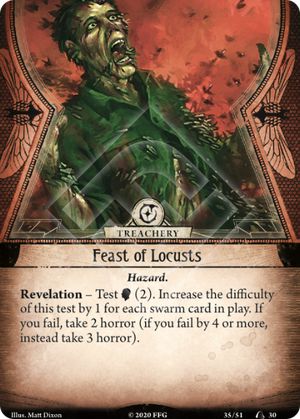 TREACHERY
Feast of Locusts
Hazard.
Revelation – Test (2). Increase the difficulty
of this test by 1 for each swarm card in play. If
you fail, take 2 horror (if you fail by 4 or more,
instead take 3 horror).
Illus. Matt Dixon © 2020 FFG 35/51 30